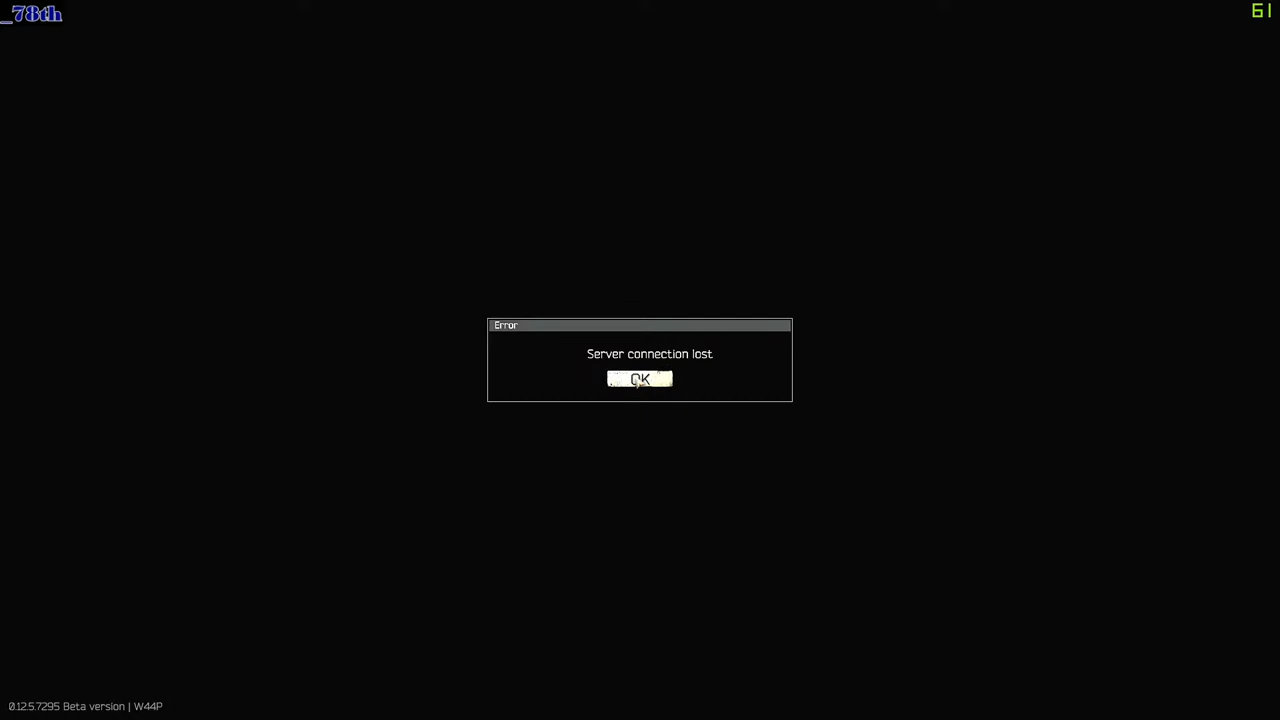 _78th
61
Error
Server connection lost
OK
0.12.5.7295 Beta version | W44P